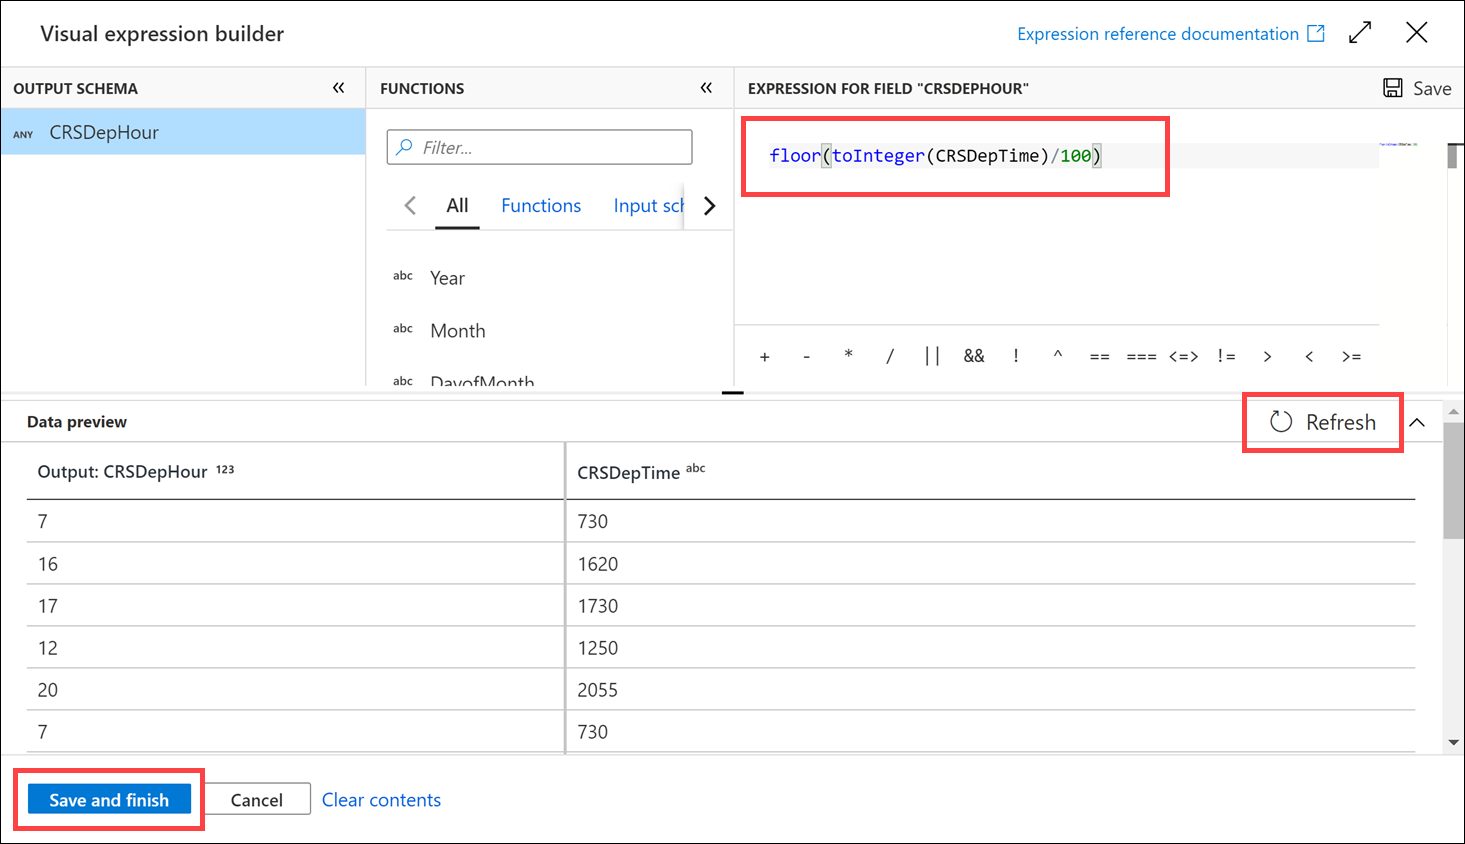 Visual expression builder
Expression reference documentation
OUTPUT SCHEMA «
FUNCTIONS «
EXPRESSION FOR FIELD "CRSDEPHOUR"
Save
ANY CRSDepHour
Filter...
floor(toInteger(CRSDepTime)/100)
All Functions Input sch
abc Year
abc Month
abc DayofMonth
+ - * / || && ! ^ == === <=> != > < >=
Data preview
Refresh
Output: CRSDepHour 123
CRSDepTime abc
7 730
16 1620
17 1730
12 1250
20 2055
7 730
Save and finish
Cancel
Clear contents